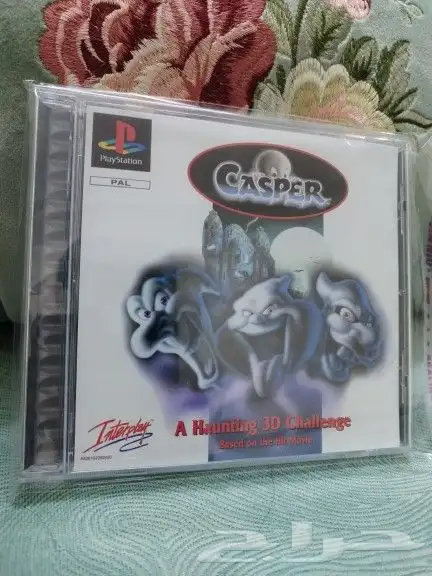 PlayStation
PAL
CASPER
A Haunting 3D Challenge
Based on the Hit Movie
Interplay
حراج